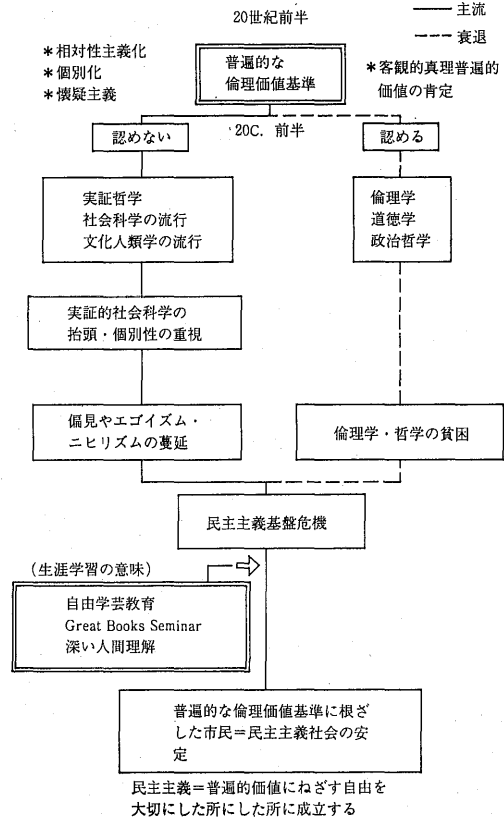 20世紀前半
主流
衰退
*相対性主義化
*個別化
*懐疑主義
普遍的な
倫理価値基準
*客観的真理普遍的
価値の肯定
認めない
20C. 前半
認める
実証哲学
社会科学の流行
文化人類学の流行
倫理学
道徳学
政治哲学
実証的社会科学の
抬頭・個別性の重視
偏見やエゴイズム・
ニヒリズムの蔓延
倫理学・哲学の貧困
民主主義基盤危機
(生涯学習の意味)
自由学芸教育
Great Books Seminar
深い人間理解
普遍的な倫理価値基準に根ざ
した市民=民主主義社会の安
定
民主主義=普遍的価値にねざす自由を
大切にした所にした所に成立する